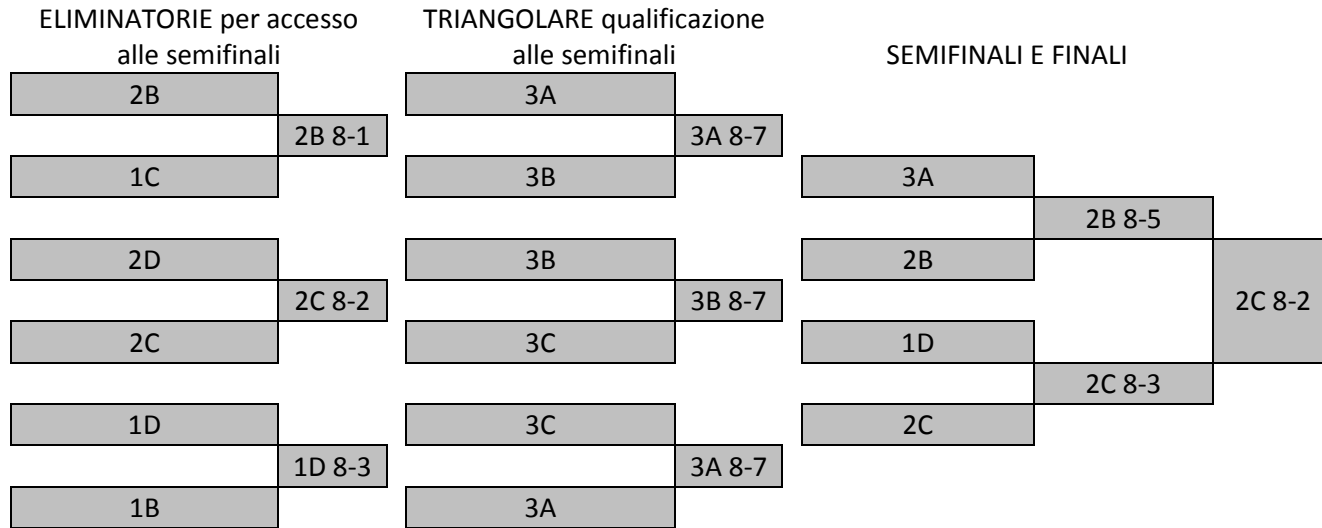 ELIMINATORIE per accesso
alle semifinali
2B
2B 8-1
1C
2D
2C 8-2
2C
1D
1D 8-3
1B
TRIANGOLARE qualificazione
alle semifinali
3A
3A 8-7
3B
3B
3B 8-7
3C
3C
3A 8-7
3A
SEMIFINALI E FINALI
3A
2B 8-5
2B
2C 8-2
1D
2C 8-3
2C